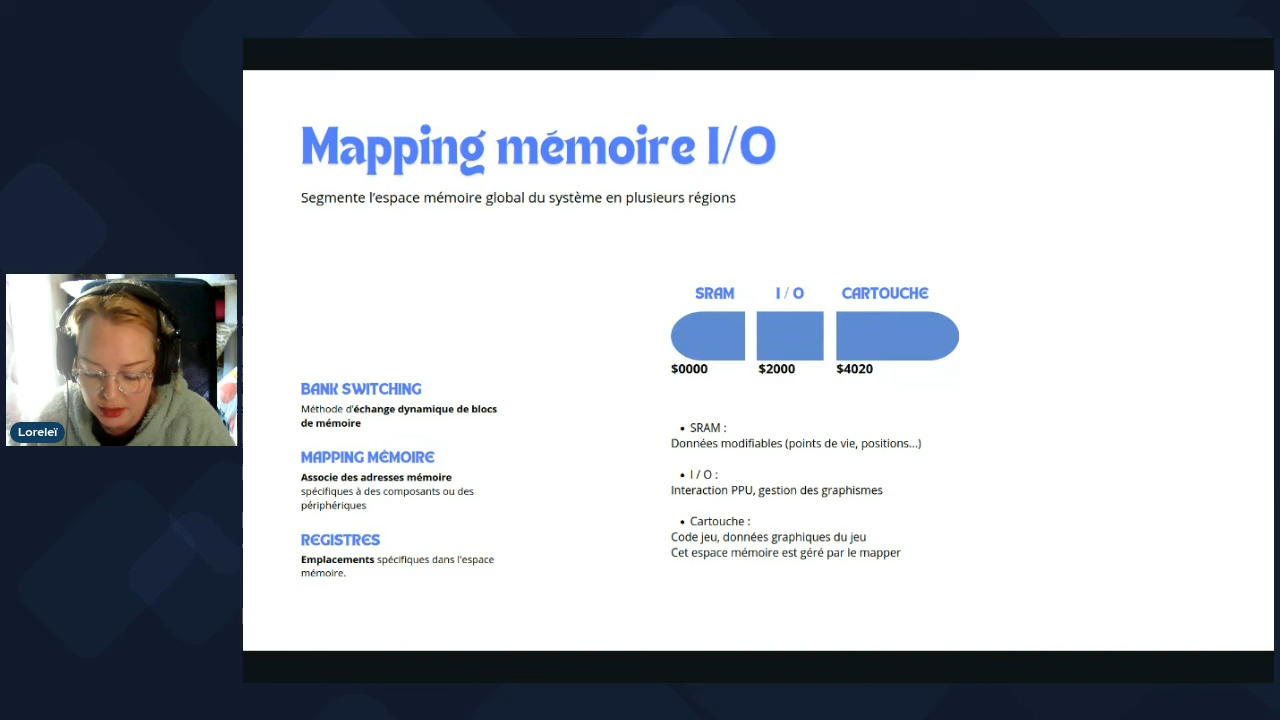 Mapping mémoire I/O
Segmente l'espace mémoire global du système en plusieurs régions
BANK SWITCHING
Méthode d'échange dynamique de blocs
de mémoire
MAPPING MÉMOIRE
Associe des adresses mémoire
spécifiques à des composants ou des
périphériques
REGISTRES
Emplacements spécifiques dans l'espace
mémoire.
SRAM I / O CARTOUCHE
$0000 $2000 $4020
• SRAM :
Données modifiables (points de vie, positions...)
• I / O :
Interaction PPU, gestion des graphismes
• Cartouche :
Code jeu, données graphiques du jeu
Cet espace mémoire est géré par le mapper
Loreleï